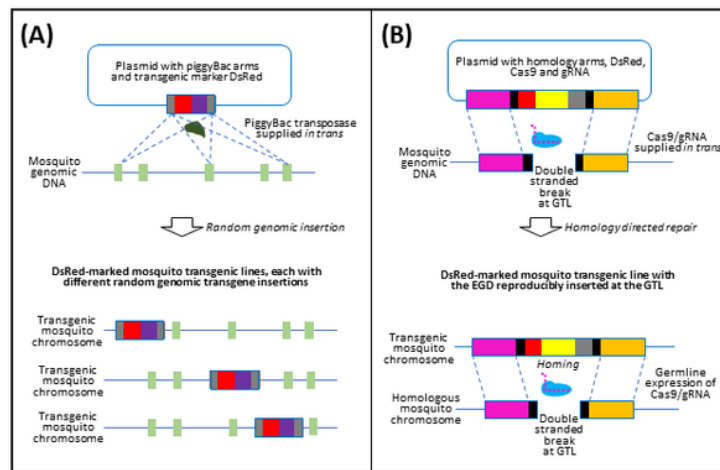 (A)
Plasmid with piggyBac arms
and transgenic marker DsRed
PiggyBac transposase
supplied in trans
Mosquito
genomic
DNA
Random genomic insertion
DsRed-marked mosquito transgenic lines, each with
different random genomic transgene insertions
Transgenic
mosquito
chromosome
Transgenic
mosquito
chromosome
Transgenic
mosquito
chromosome
(B)
Plasmid with homology arms, DsRed,
Cas9 and gRNA
Cas9/gRNA
supplied in trans
Mosquito
genomic
DNA
Double
stranded
break
at GTL
Homology directed repair
DsRed-marked mosquito transgenic line with
the EGD reproducibly inserted at the GTL
Transgenic
mosquito
chromosome
Homing
Germline
expression of
Cas9/gRNA
Homologous
mosquito
chromosome
Double
stranded
break
at GTL